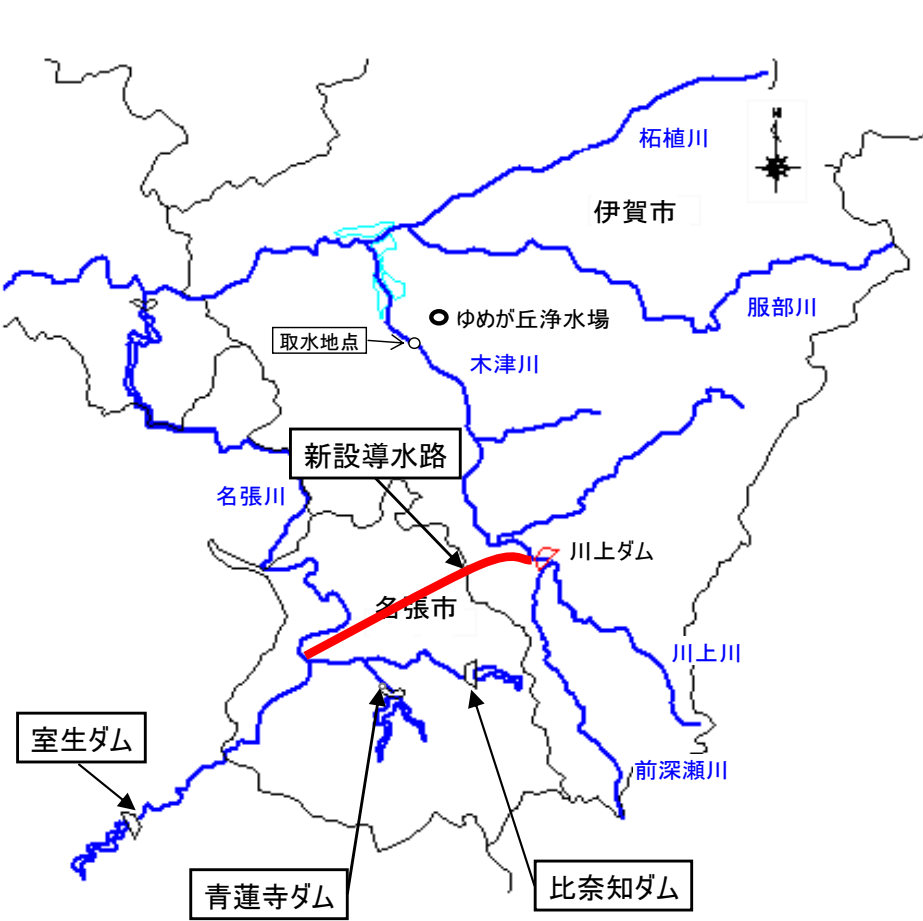 N
柘植川
伊賀市
服部川
ゆめが丘浄水場
取水地点
木津川
新設導水路
名張川
川上ダム
名張市
川上川
室生ダム
前深瀬川
青蓮寺ダム
比奈知ダム